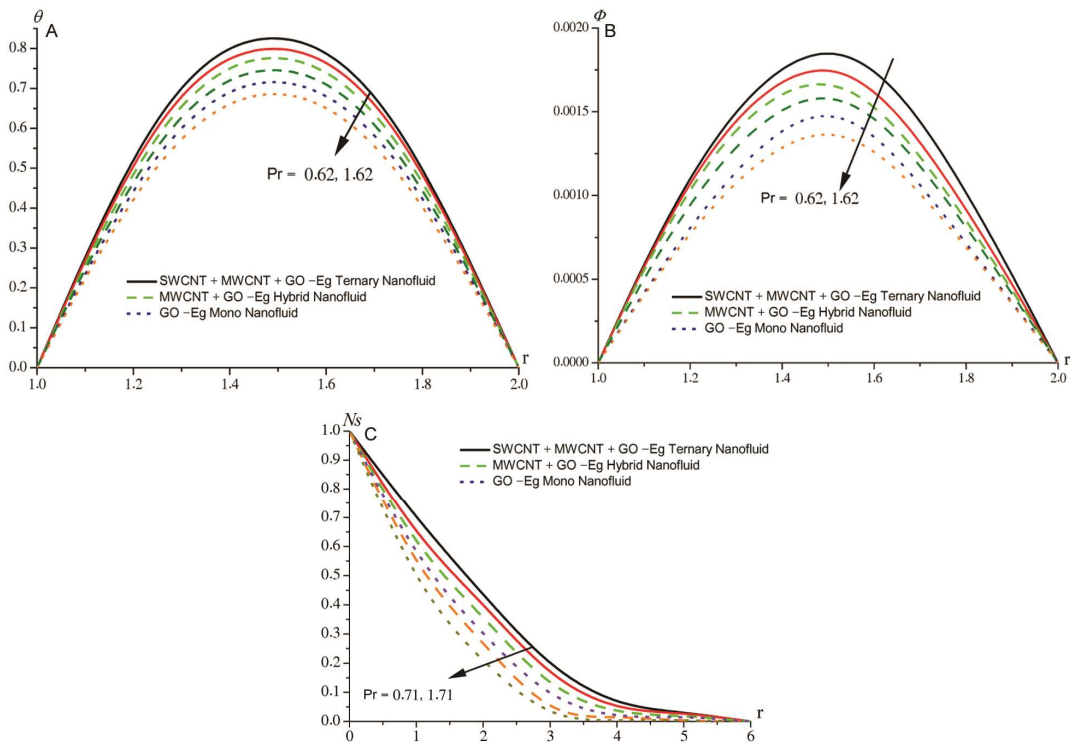 θ
A
0.8
0.7
0.6
0.5
0.4
0.3
0.2
0.1
0.0
Pr = 0.62, 1.62
SWCNT + MWCNT + GO −Eg Ternary Nanofluid
MWCNT + GO −Eg Hybrid Nanofluid
GO −Eg Mono Nanofluid
r
1.0 1.2 1.4 1.6 1.8 2.0
Φ
B
0.0020
0.0015
0.0010
0.0005
0.0000
Pr = 0.62, 1.62
SWCNT + MWCNT + GO −Eg Ternary Nanofluid
MWCNT + GO −Eg Hybrid Nanofluid
GO −Eg Mono Nanofluid
r
1.0 1.2 1.4 1.6 1.8 2.0
Ns
C
1.0
0.9
0.8
0.7
0.6
0.5
0.4
0.3
0.2
0.1
0.0
SWCNT + MWCNT + GO −Eg Ternary Nanofluid
MWCNT + GO −Eg Hybrid Nanofluid
GO −Eg Mono Nanofluid
Pr = 0.71, 1.71
r
0 1 2 3 4 5 6